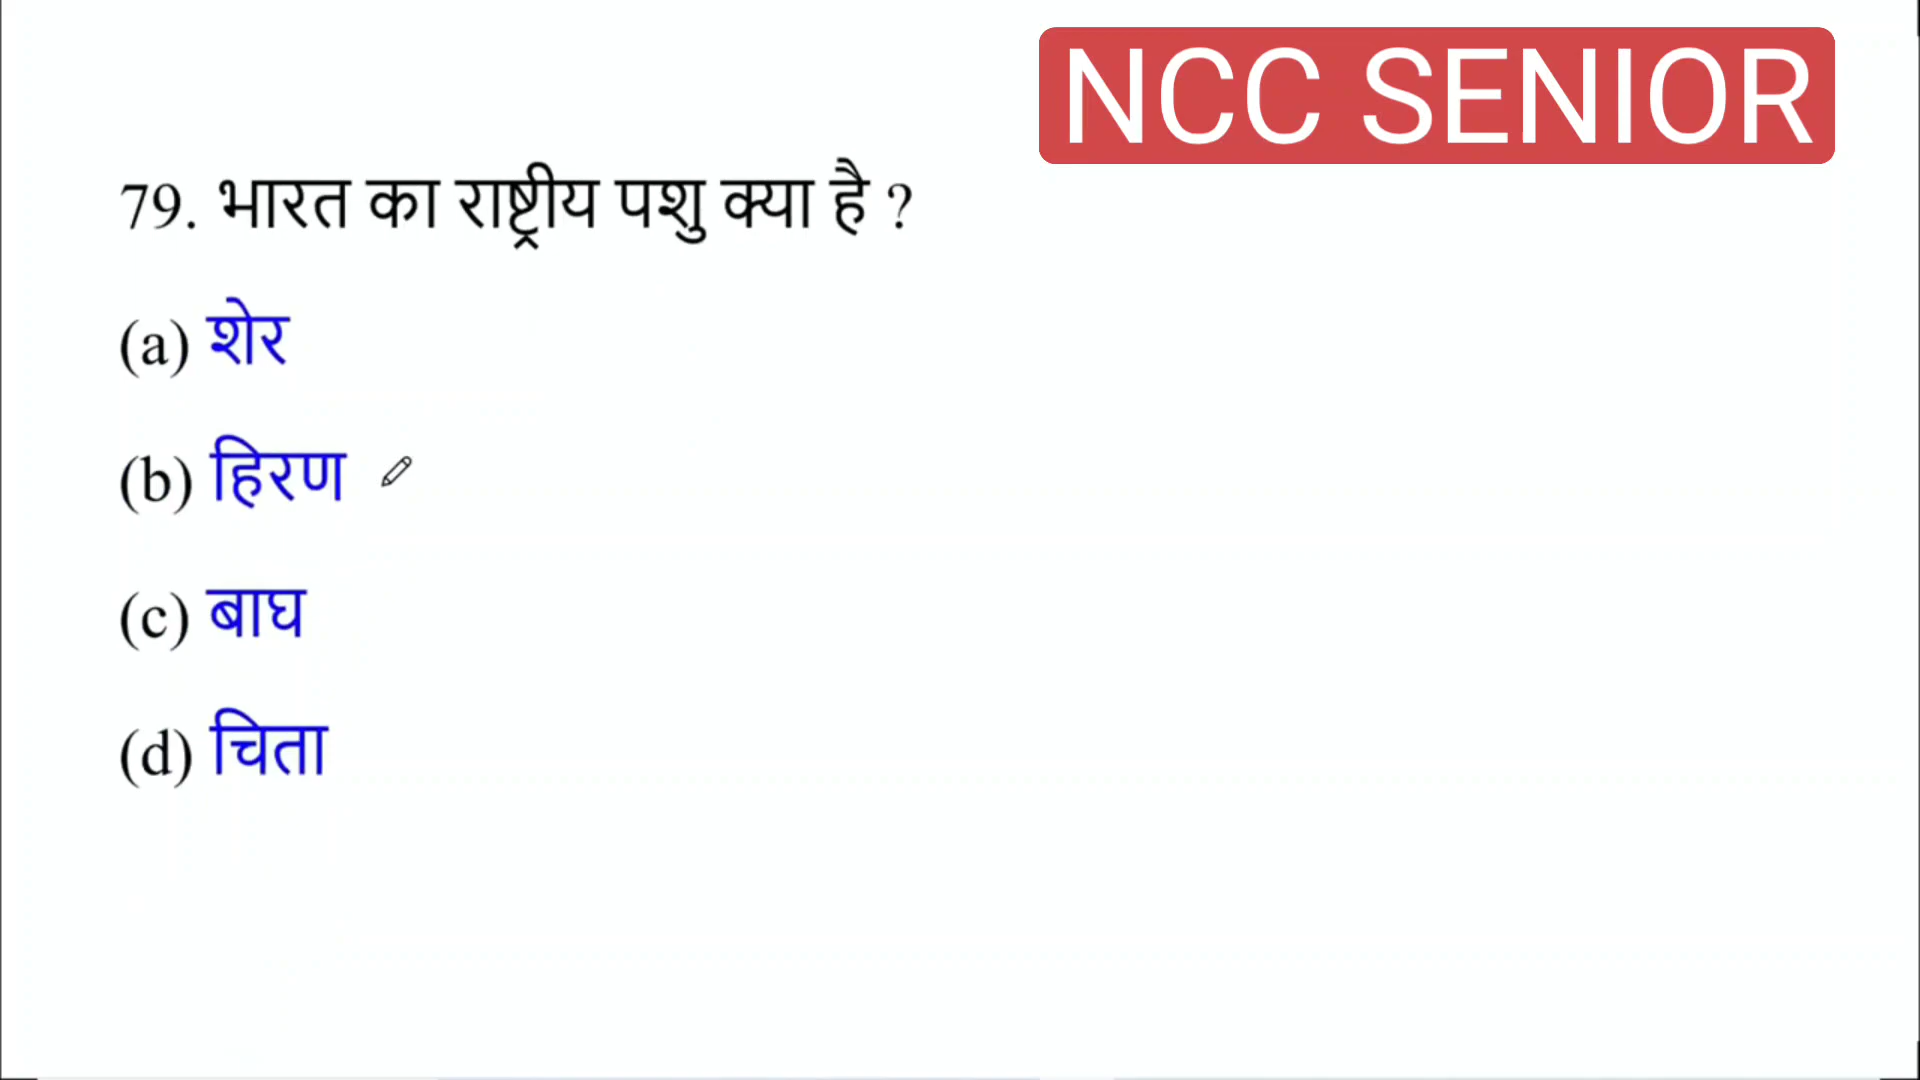 NCC SENIOR
79. भारत का राष्ट्रीय पशु क्या है ?
(a) शेर
(b) हिरण
(c) बाघ
(d) चिता